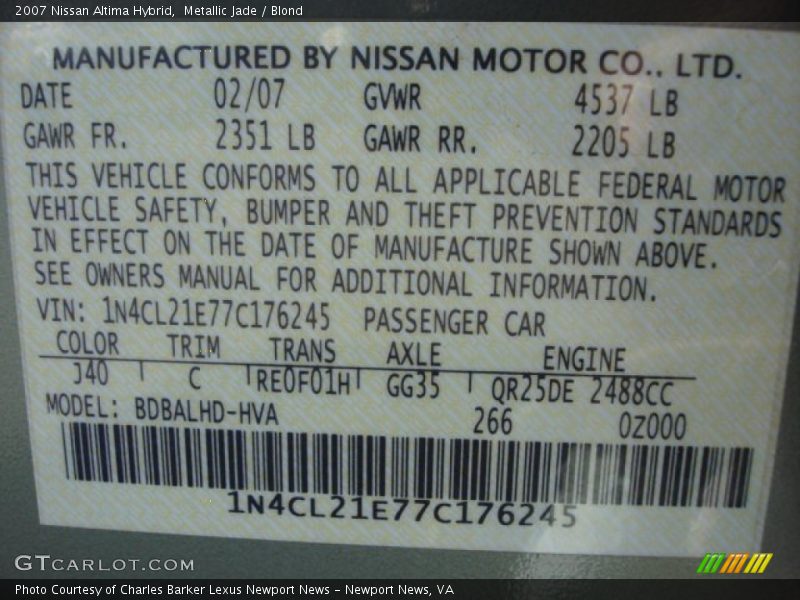 2007 Nissan Altima Hybrid, Metallic Jade / Blond
MANUFACTURED BY NISSAN MOTOR CO., LTD.
DATE 02/07 GVWR 4537 LB
GAWR FR. 2351 LB GAWR RR. 2205 LB
THIS VEHICLE CONFORMS TO ALL APPLICABLE FEDERAL MOTOR
VEHICLE SAFETY, BUMPER AND THEFT PREVENTION STANDARDS
IN EFFECT ON THE DATE OF MANUFACTURE SHOWN ABOVE.
SEE OWNERS MANUAL FOR ADDITIONAL INFORMATION.
VIN: 1N4CL21E77C176245 PASSENGER CAR
COLOR TRIM TRANS AXLE ENGINE
J40 C RE0F01H GG35 QR25DE 2488CC
MODEL: BDBALHD-HVA 266 0Z000
1N4CL21E77C176245
GTCARLOT.COM
Photo Courtesy of Charles Barker Lexus Newport News – Newport News, VA